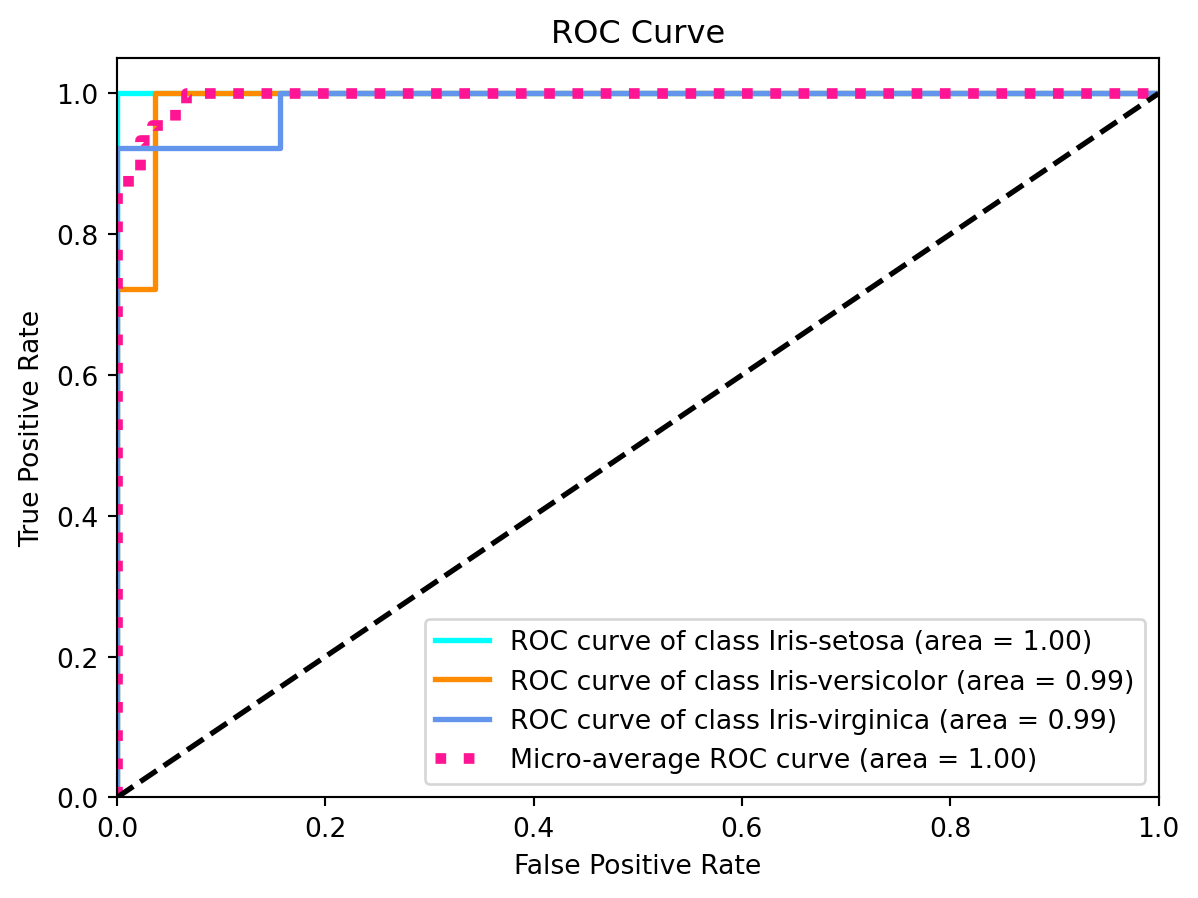 ROC Curve
1.0
0.8
0.6
0.4
0.2
0.0
True Positive Rate
0.0 0.2 0.4 0.6 0.8 1.0
False Positive Rate
ROC curve of class Iris-setosa (area = 1.00)
ROC curve of class Iris-versicolor (area = 0.99)
ROC curve of class Iris-virginica (area = 0.99)
Micro-average ROC curve (area = 1.00)